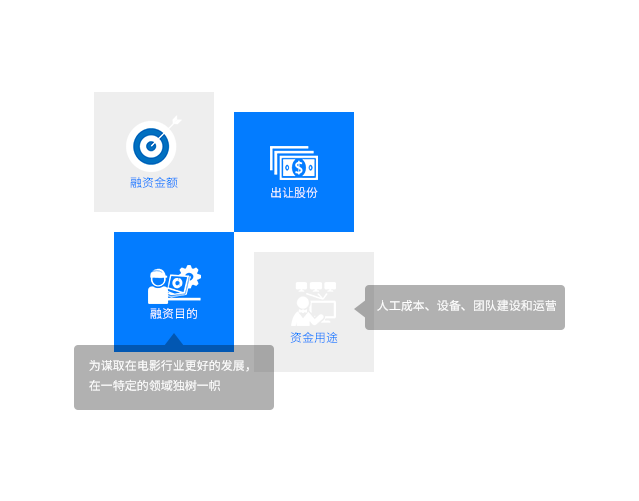 融资金额
出让股份
融资目的
资金用途
人工成本、设备、团队建设和运营
为谋取在电影行业更好的发展，
在一特定的领域独树一帜